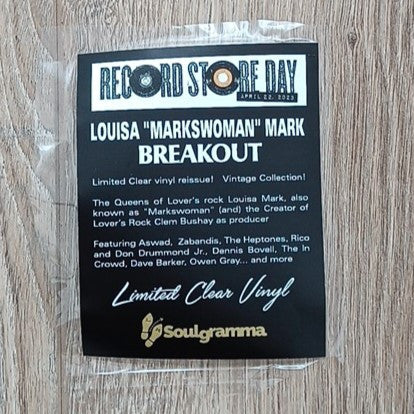 RECORD STORE DAY
APRIL 22, 2023
LOUISA "MARKSWOMAN" MARK
BREAKOUT
Limited Clear vinyl reissue! Vintage Collection!
The Queens of Lover's rock Louisa Mark, also
known as "Markswoman" (and) the Creator of
Lover's Rock Clem Bushay as producer
Featuring Aswad, Zabandis, The Heptones, Rico
and Don Drummond Jr., Dennis Bovell, The In
Crowd, Dave Barker, Owen Gray... and more
Limited Clear Vinyl
Soulgramma